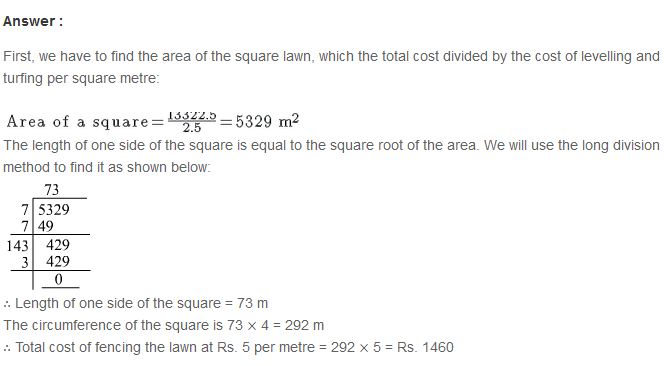 Answer :
First, we have to find the area of the square lawn, which the total cost divided by the cost of levelling and
turfing per square metre:
Area of a square = 13322.5 / 2.5 = 5329 m²
The length of one side of the square is equal to the square root of the area. We will use the long division
method to find it as shown below:
73
7 5329
7 49
143 429
3 429
0
∴ Length of one side of the square = 73 m
The circumference of the square is 73 × 4 = 292 m
∴ Total cost of fencing the lawn at Rs. 5 per metre = 292 × 5 = Rs. 1460